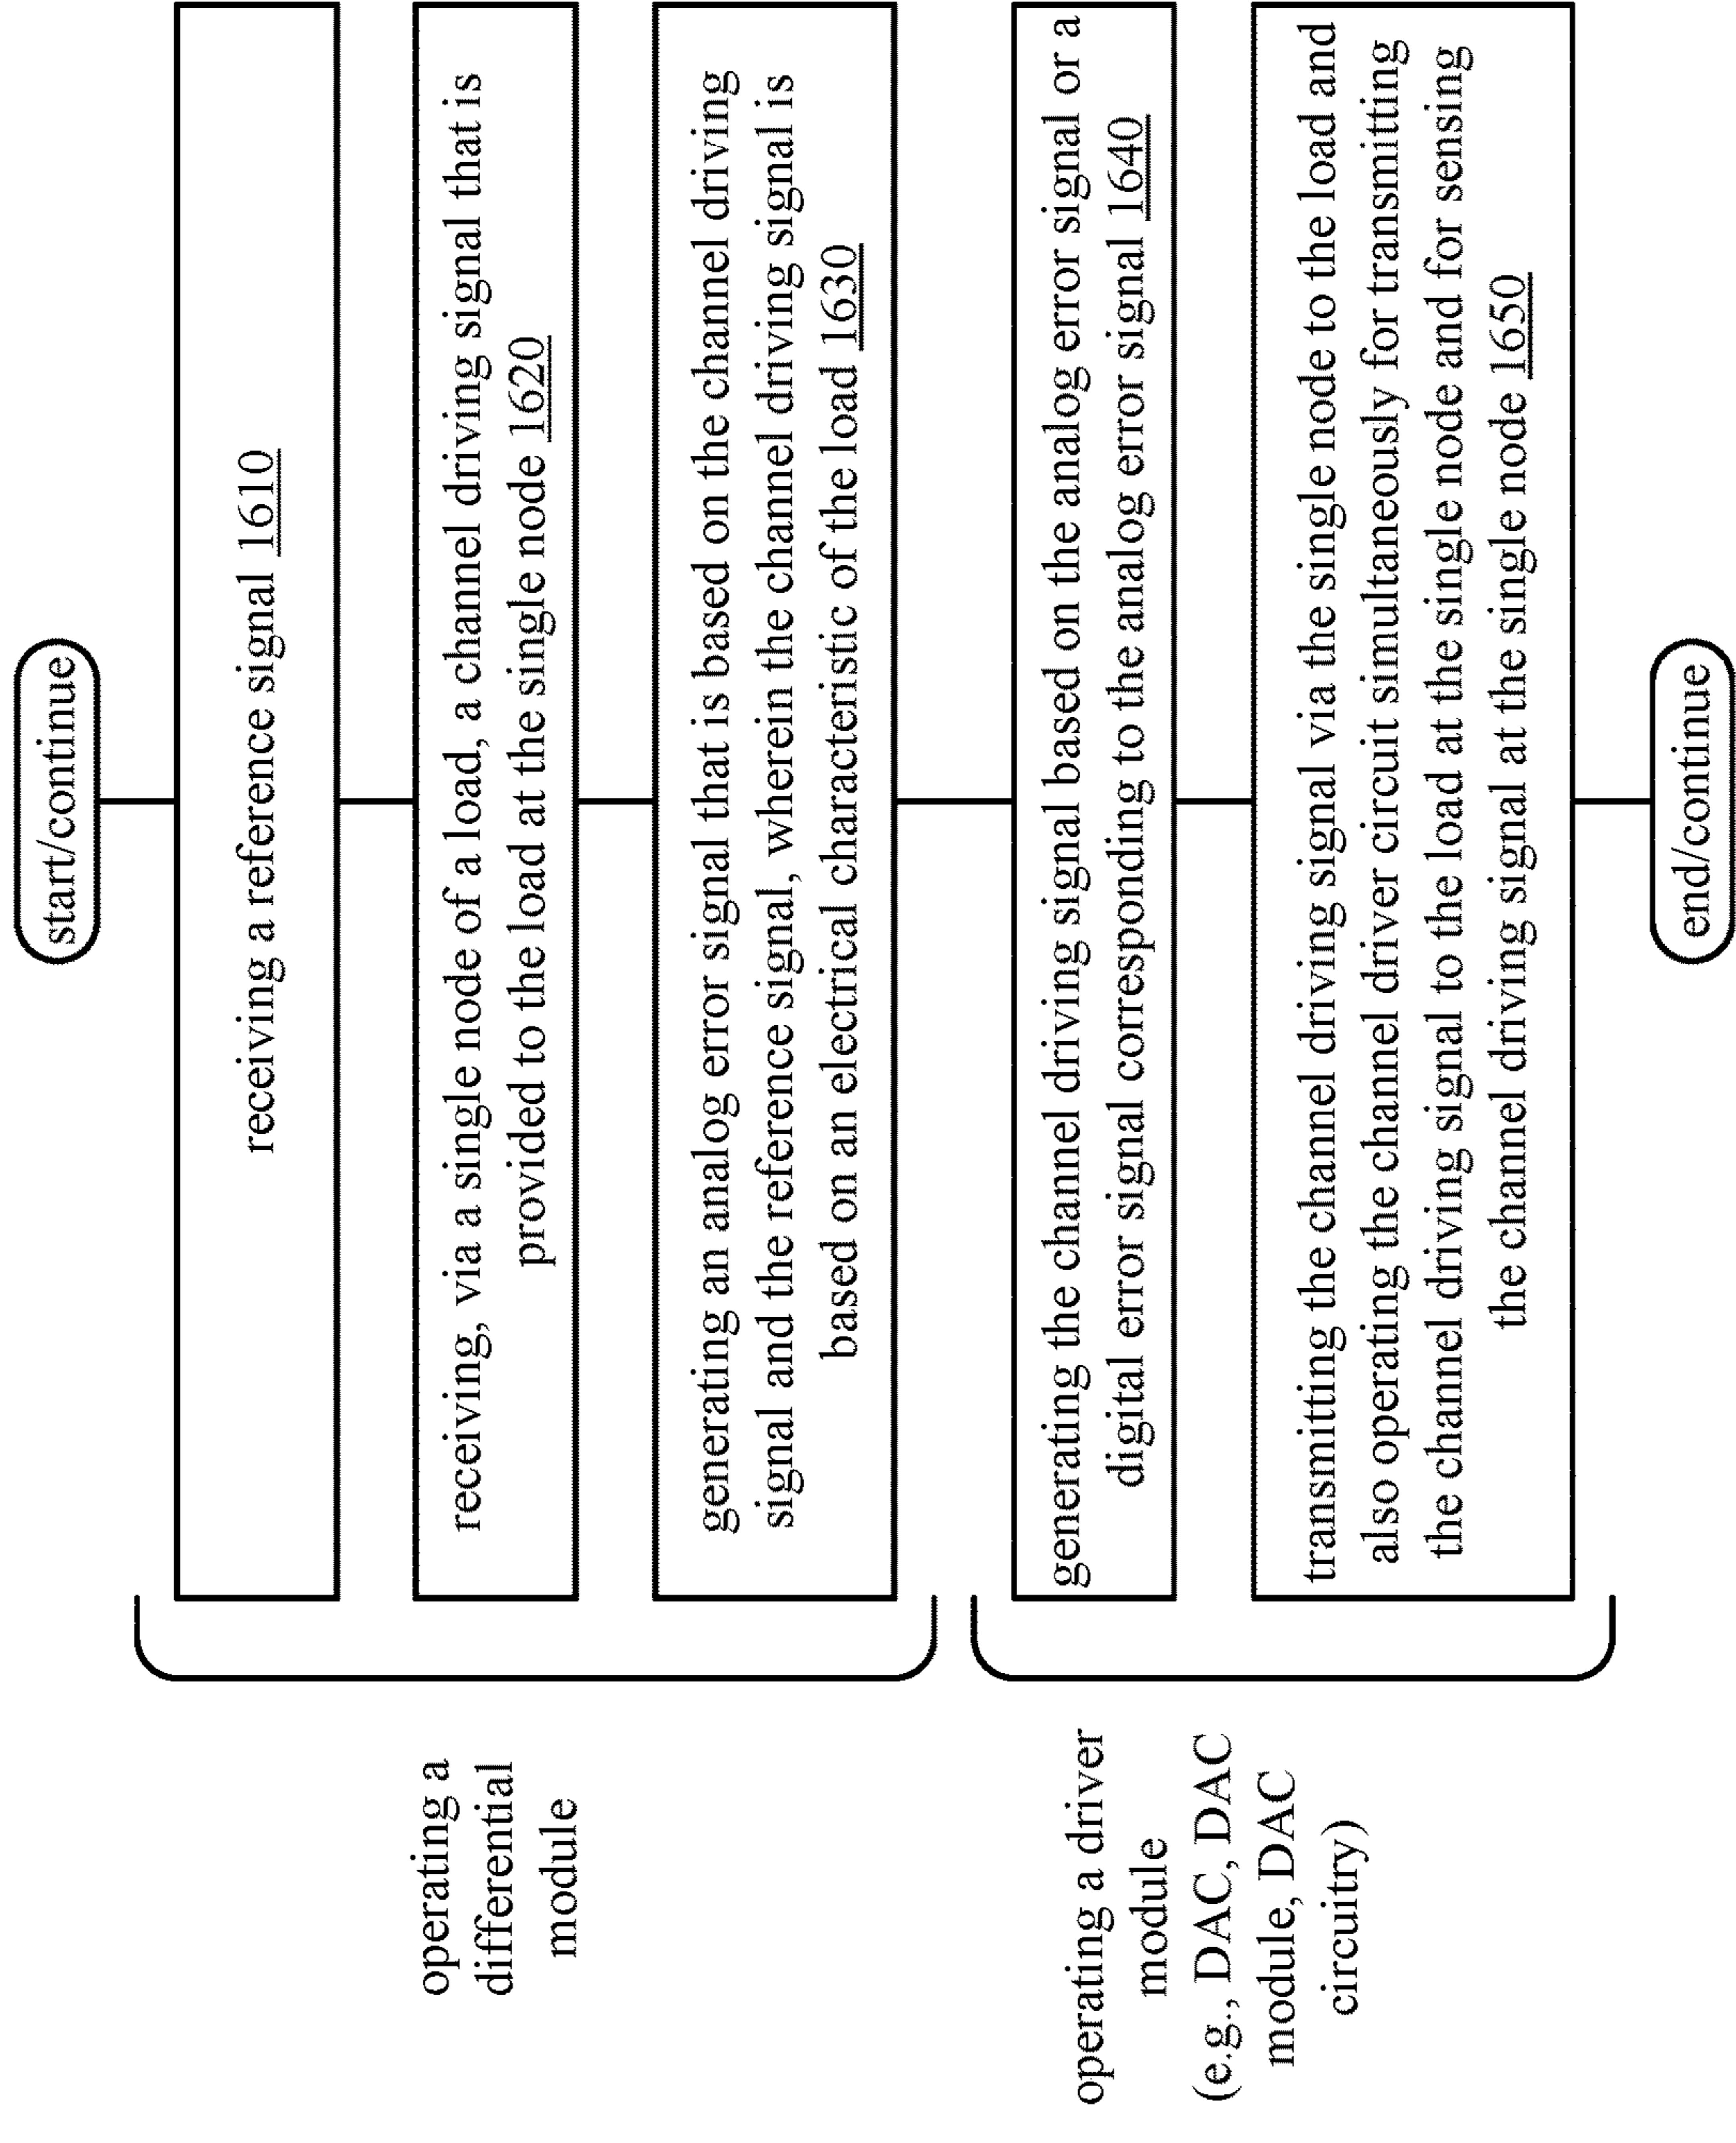 start/continue
operating a
differential
module
receiving a reference signal 1610
receiving, via a single node of a load, a channel driving signal that is
provided to the load at the single node 1620
generating an analog error signal that is based on the channel driving
signal and the reference signal, wherein the channel driving signal is
based on an electrical characteristic of the load 1630
operating a driver
module
(e.g., DAC, DAC
module, DAC
circuitry)
generating the channel driving signal based on the analog error signal or a
digital error signal corresponding to the analog error signal 1640
transmitting the channel driving signal via the single node to the load and
also operating the channel driver circuit simultaneously for transmitting
the channel driving signal to the load at the single node and for sensing
the channel driving signal at the single node 1650
end/continue